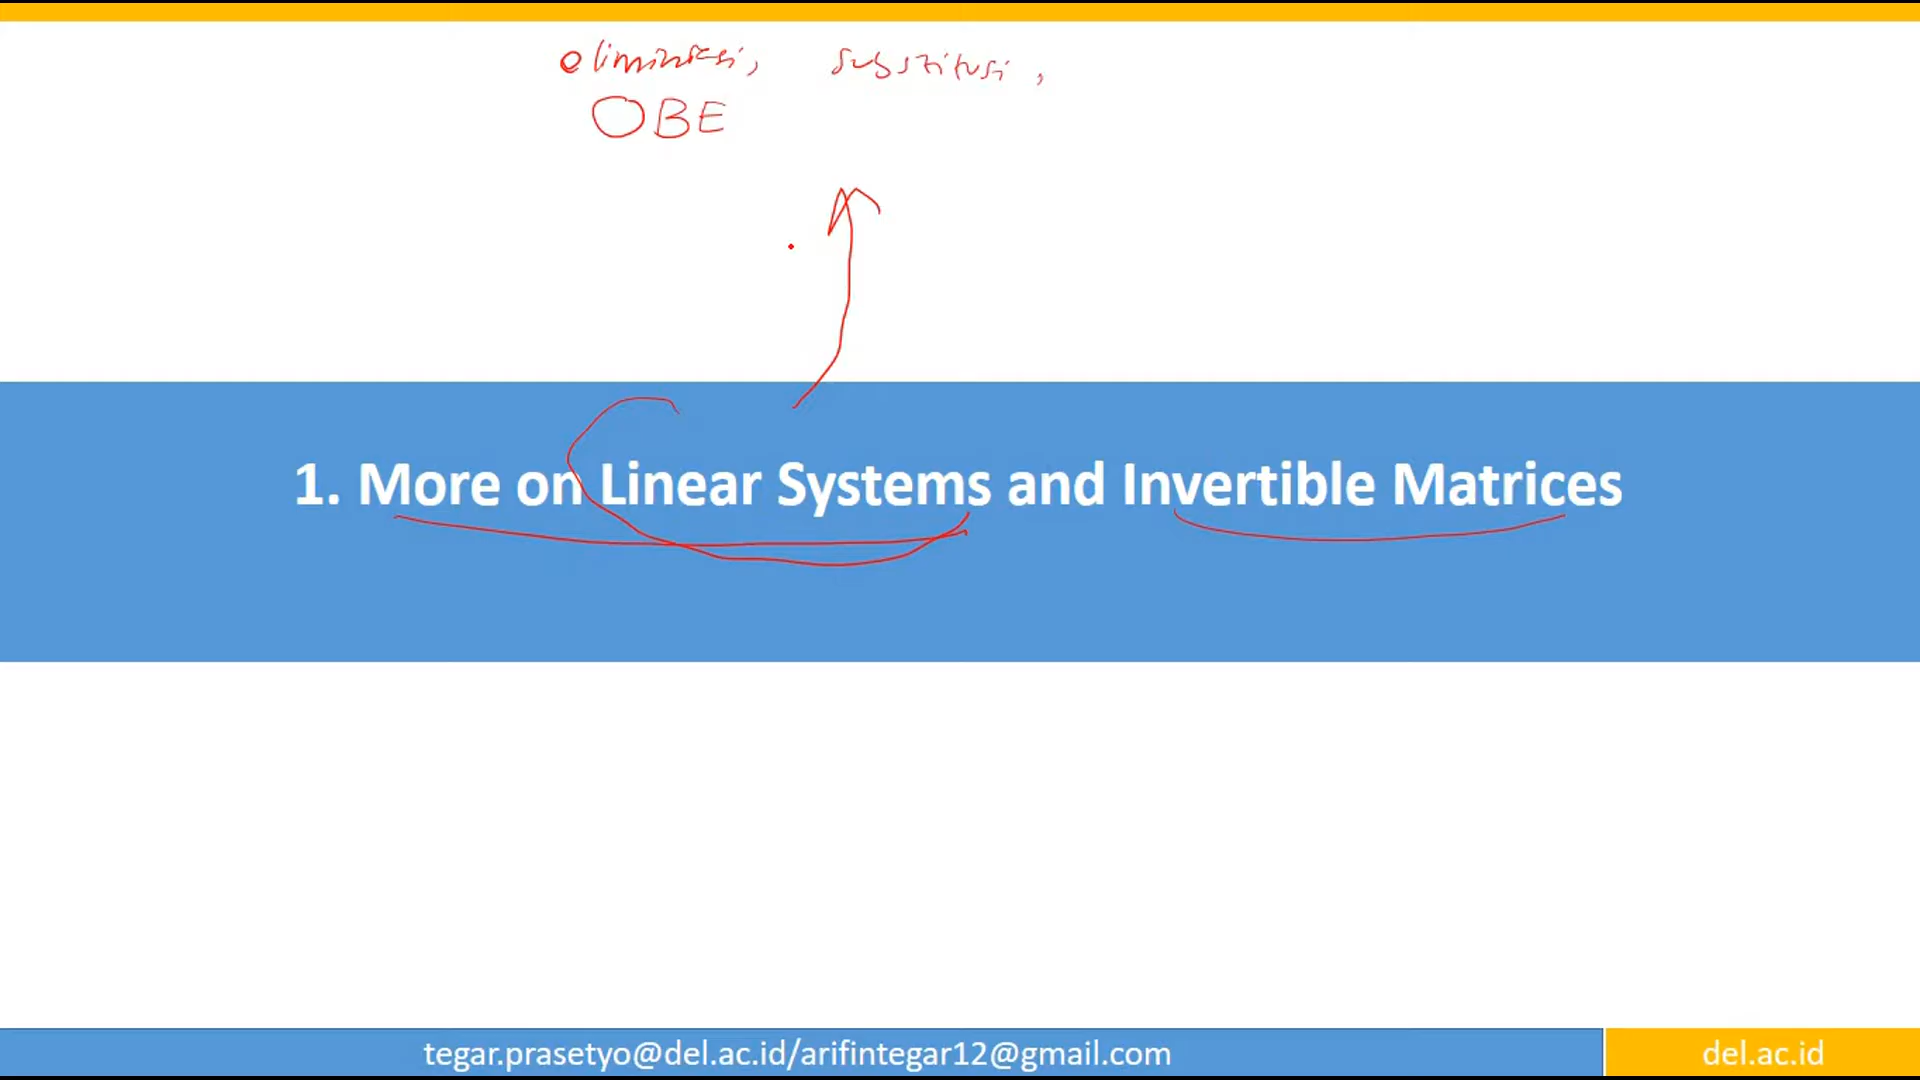 eliminasi, substitusi,
OBE
1. More on Linear Systems and Invertible Matrices
tegar.prasetyo@del.ac.id/arifintegar12@gmail.com
del.ac.id